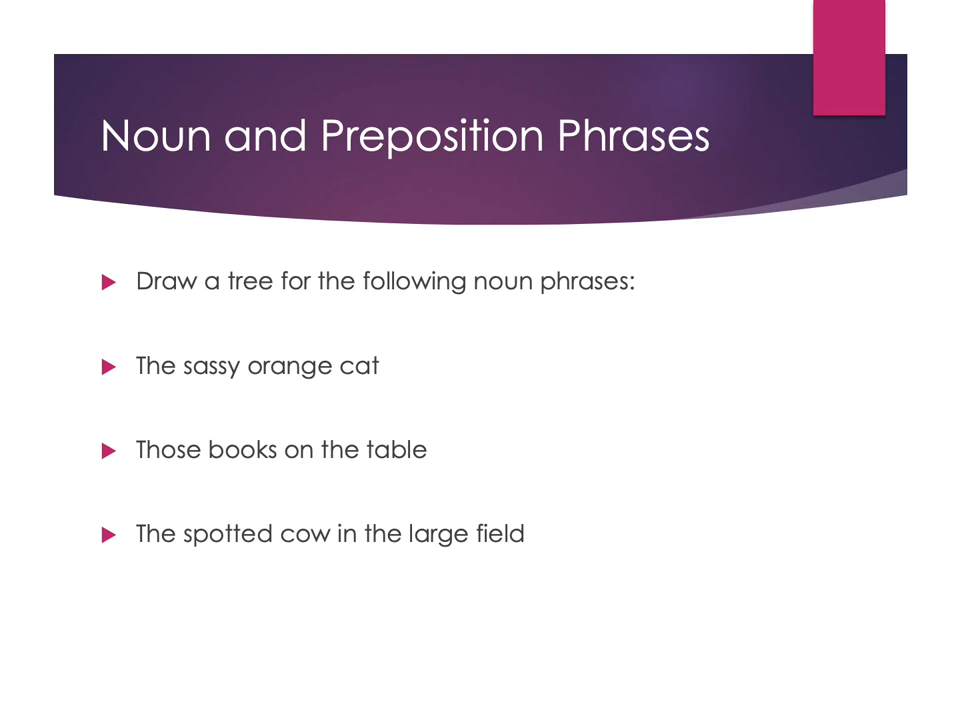 Noun and Preposition Phrases
Draw a tree for the following noun phrases:
The sassy orange cat
Those books on the table
The spotted cow in the large field